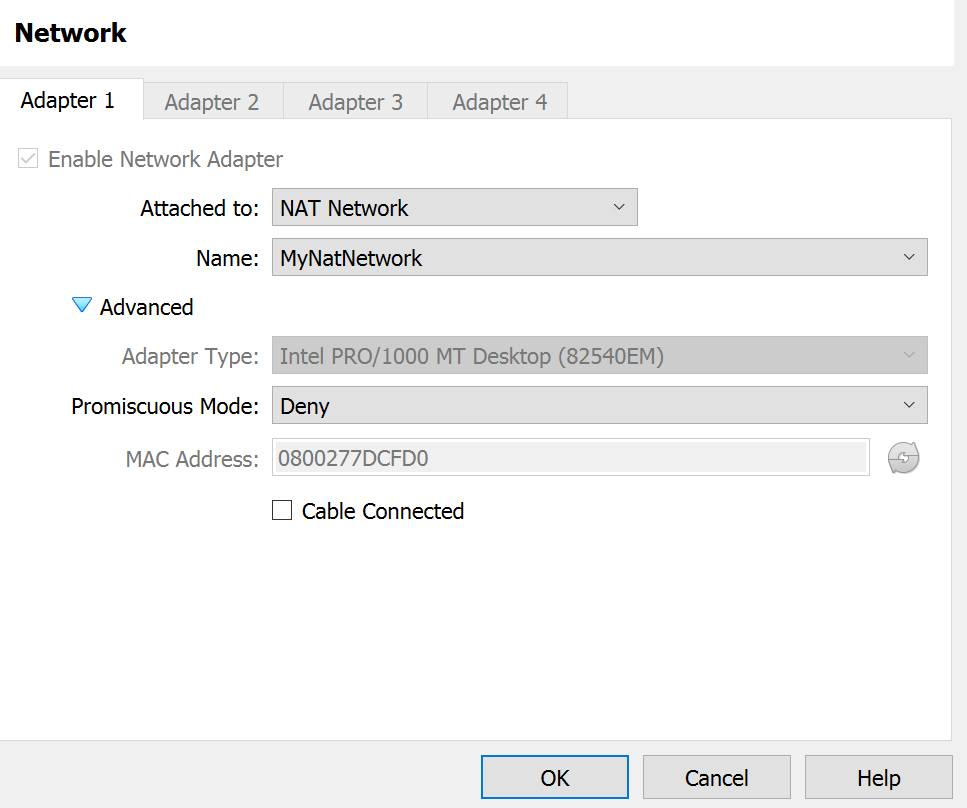 Network
Adapter 1 Adapter 2 Adapter 3 Adapter 4
Enable Network Adapter
Attached to: NAT Network
Name: MyNatNetwork
Advanced
Adapter Type: Intel PRO/1000 MT Desktop (82540EM)
Promiscuous Mode: Deny
MAC Address: 0800277DCFD0
Cable Connected
OK Cancel Help